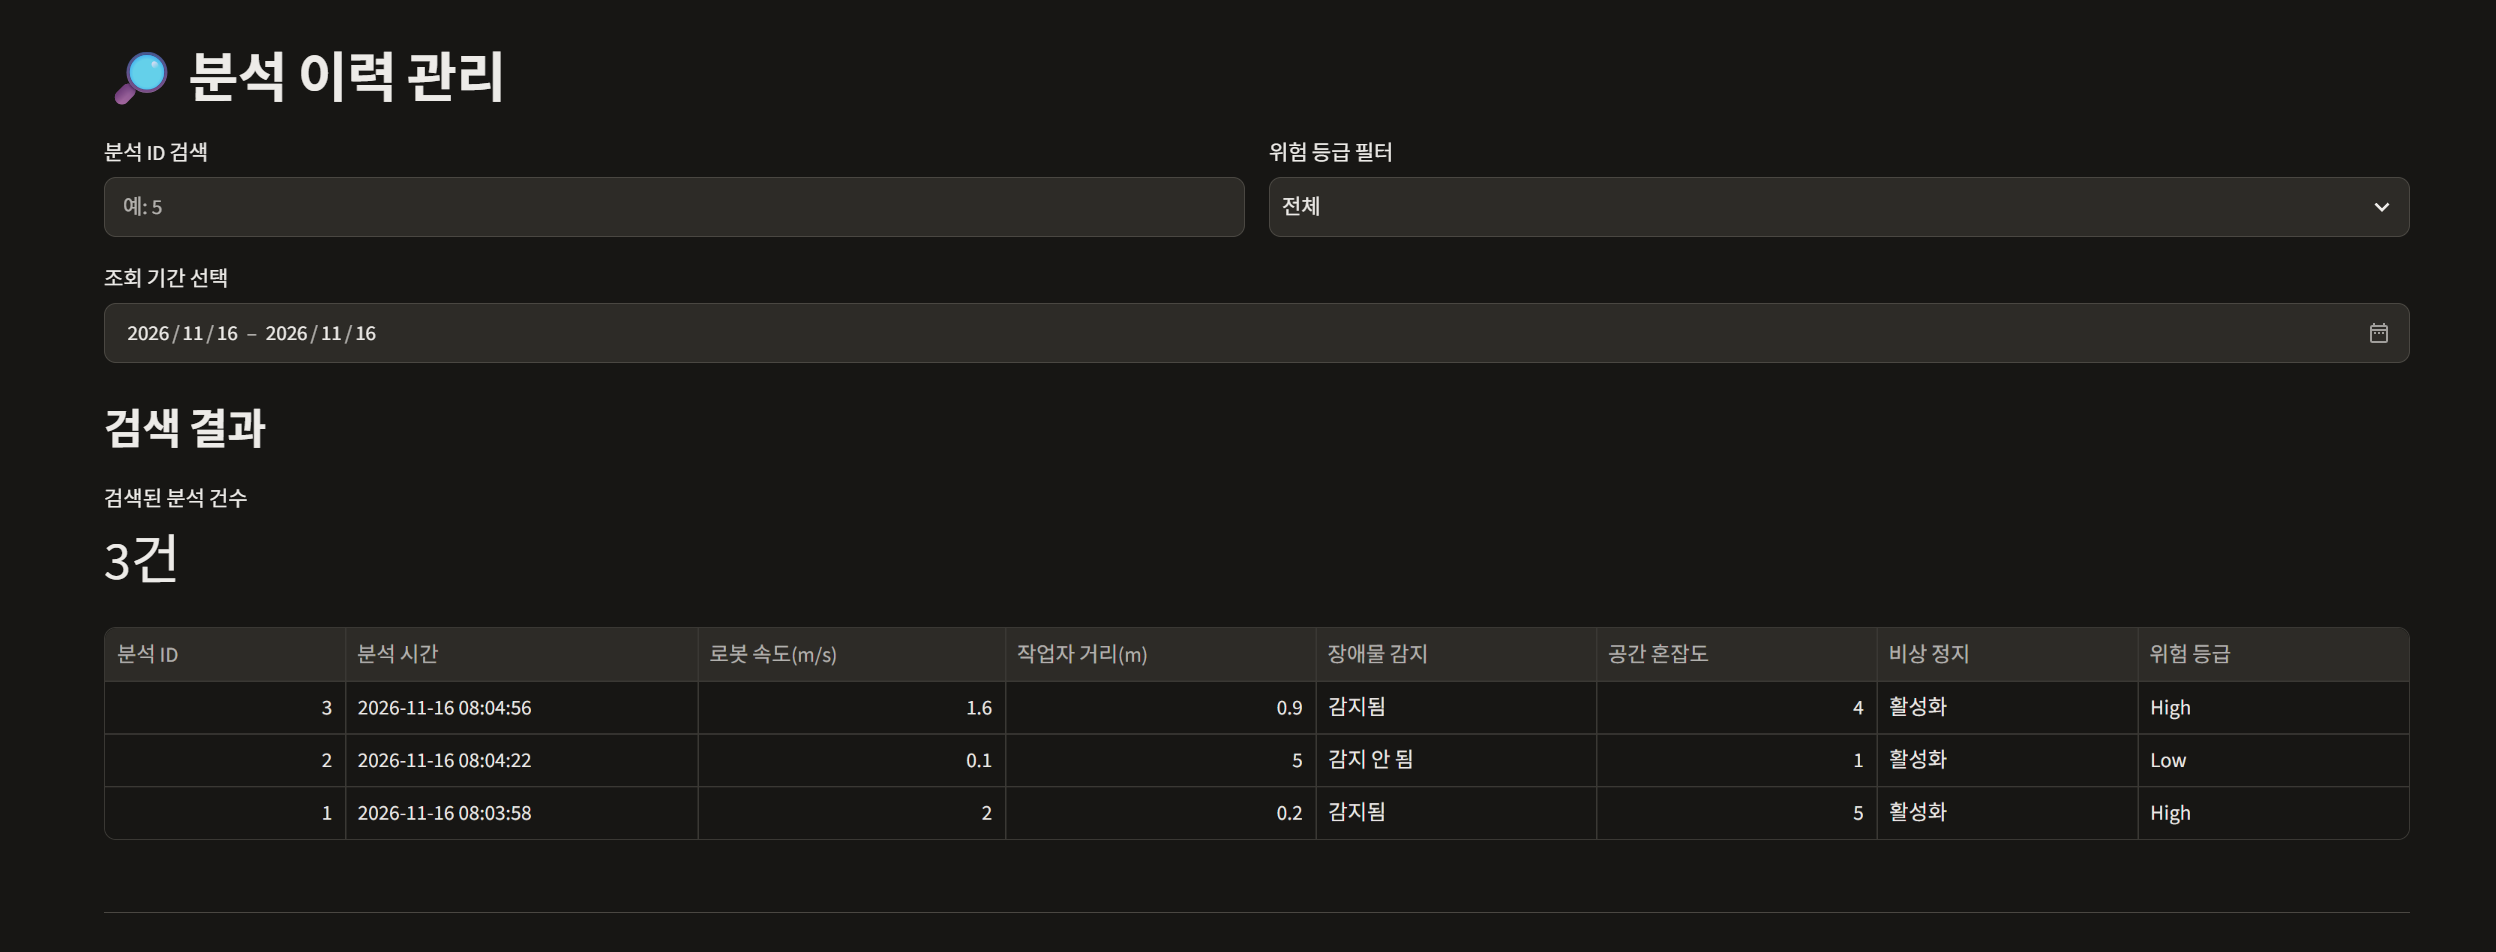 🔎 분석 이력 관리
분석 ID 검색
위험 등급 필터
예: 5
전체
조회 기간 선택
2026/11/16 – 2026/11/16
검색 결과
검색된 분석 건수
3건
분석 ID 분석 시간 로봇 속도(m/s) 작업자 거리(m) 장애물 감지 공간 혼잡도 비상 정지 위험 등급
3 2026-11-16 08:04:56 1.6 0.9 감지됨 4 활성화 High
2 2026-11-16 08:04:22 0.1 5 감지 안 됨 1 활성화 Low
1 2026-11-16 08:03:58 2 0.2 감지됨 5 활성화 High